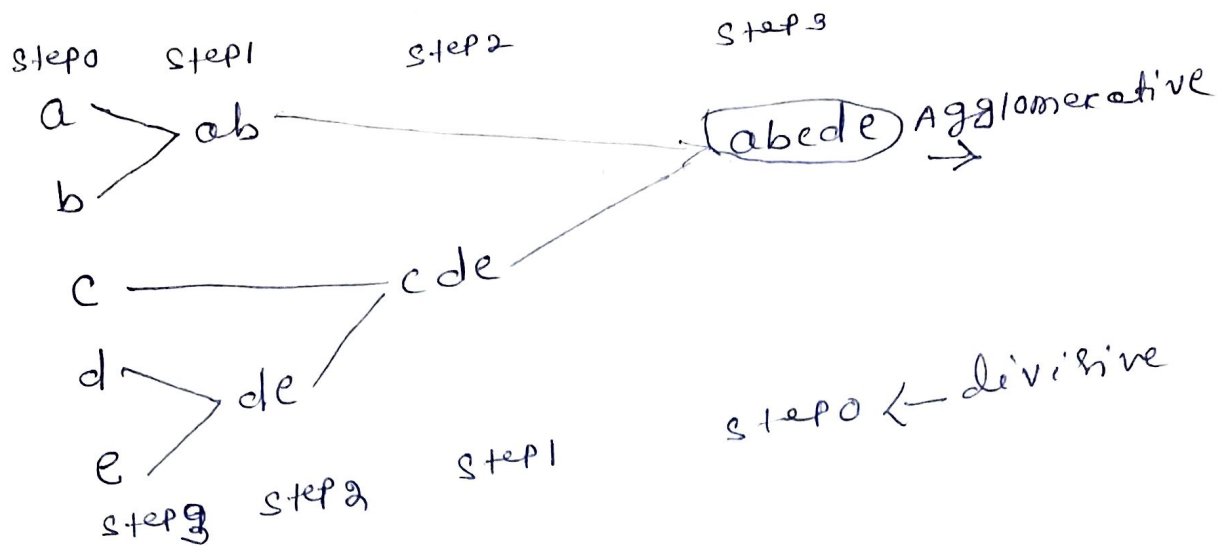 Step0 Step1 Step2 Step3
a ab abcde Agglomerative →
b
c cde
d de
e
Step0 ← divisive
Step3 Step2 Step1